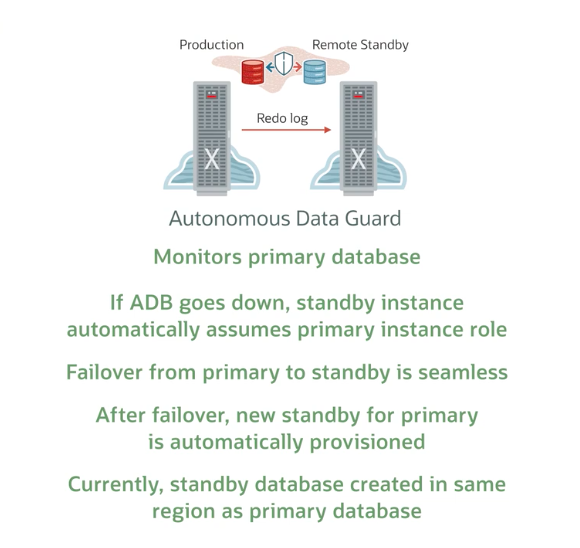 Production
Remote Standby
Redo log
X
X
Autonomous Data Guard
Monitors primary database
If ADB goes down, standby instance
automatically assumes primary instance role
Failover from primary to standby is seamless
After failover, new standby for primary
is automatically provisioned
Currently, standby database created in same
region as primary database